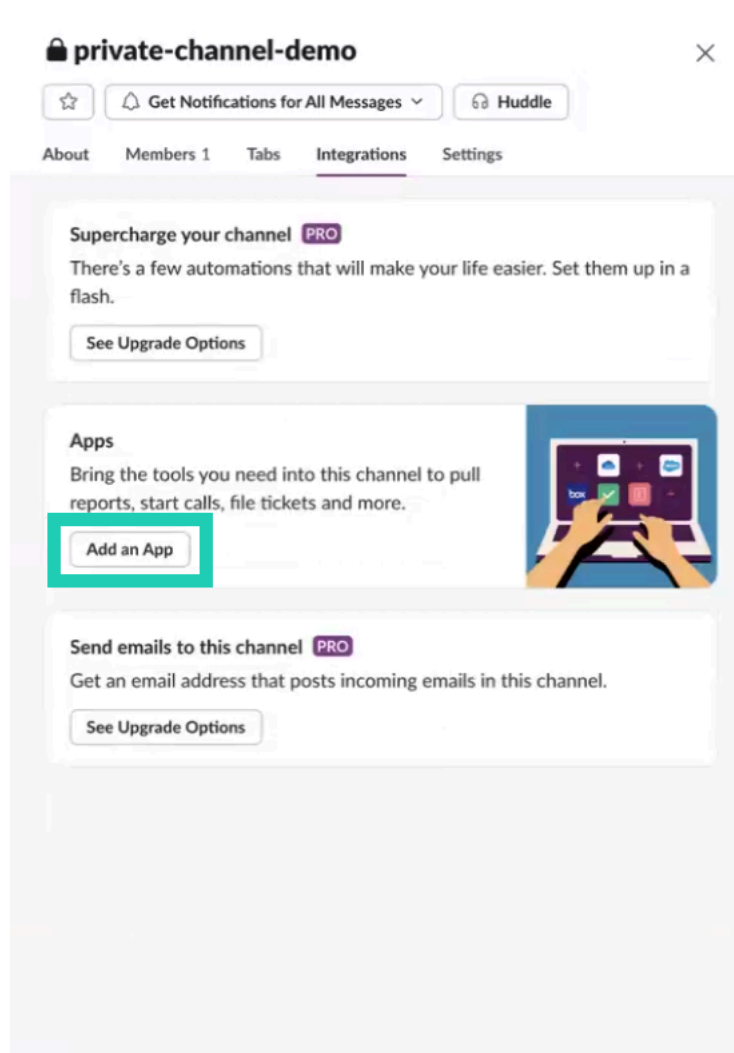 private-channel-demo
Get Notifications for All Messages
Huddle
About Members 1 Tabs Integrations Settings
Supercharge your channel PRO
There's a few automations that will make your life easier. Set them up in a
flash.
See Upgrade Options
Apps
Bring the tools you need into this channel to pull
reports, start calls, file tickets and more.
Add an App
box
Send emails to this channel PRO
Get an email address that posts incoming emails in this channel.
See Upgrade Options